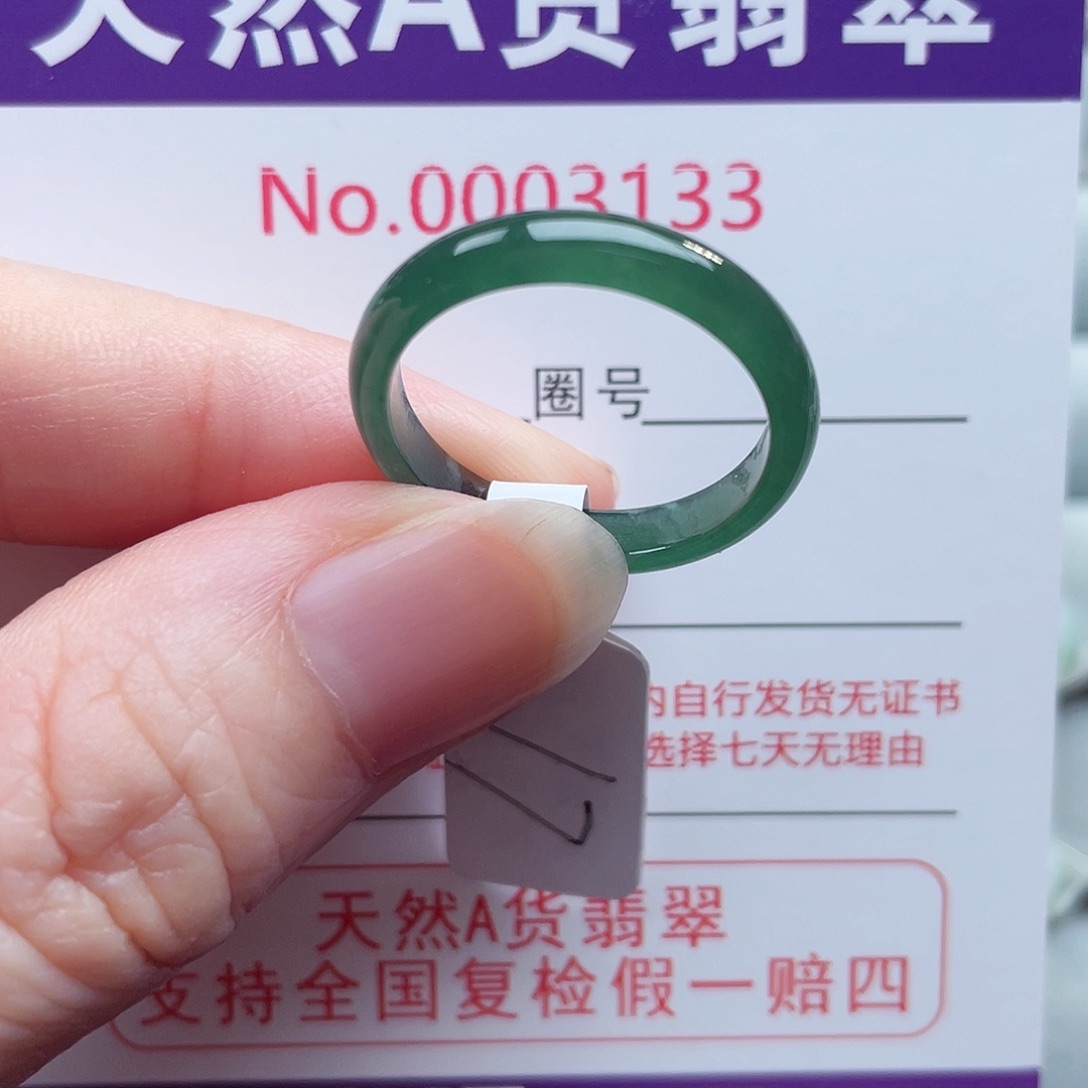 天然A货翡翠
No.0003133
圈号
内自行发货无证书
选择七天无理由
天然A货翡翠
支持全国复检假一赔四